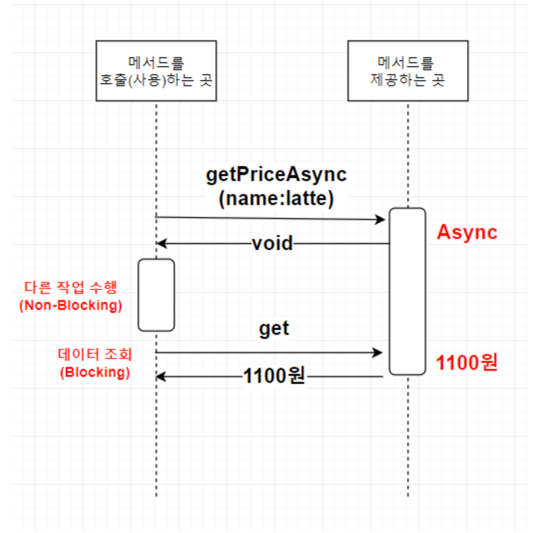 메서드를
호출(사용)하는 곳
메서드를
제공하는 곳
getPriceAsync
(name:latte)
Async
void
다른 작업 수행
(Non-Blocking)
get
데이터 조회
(Blocking)
1100원
1100원